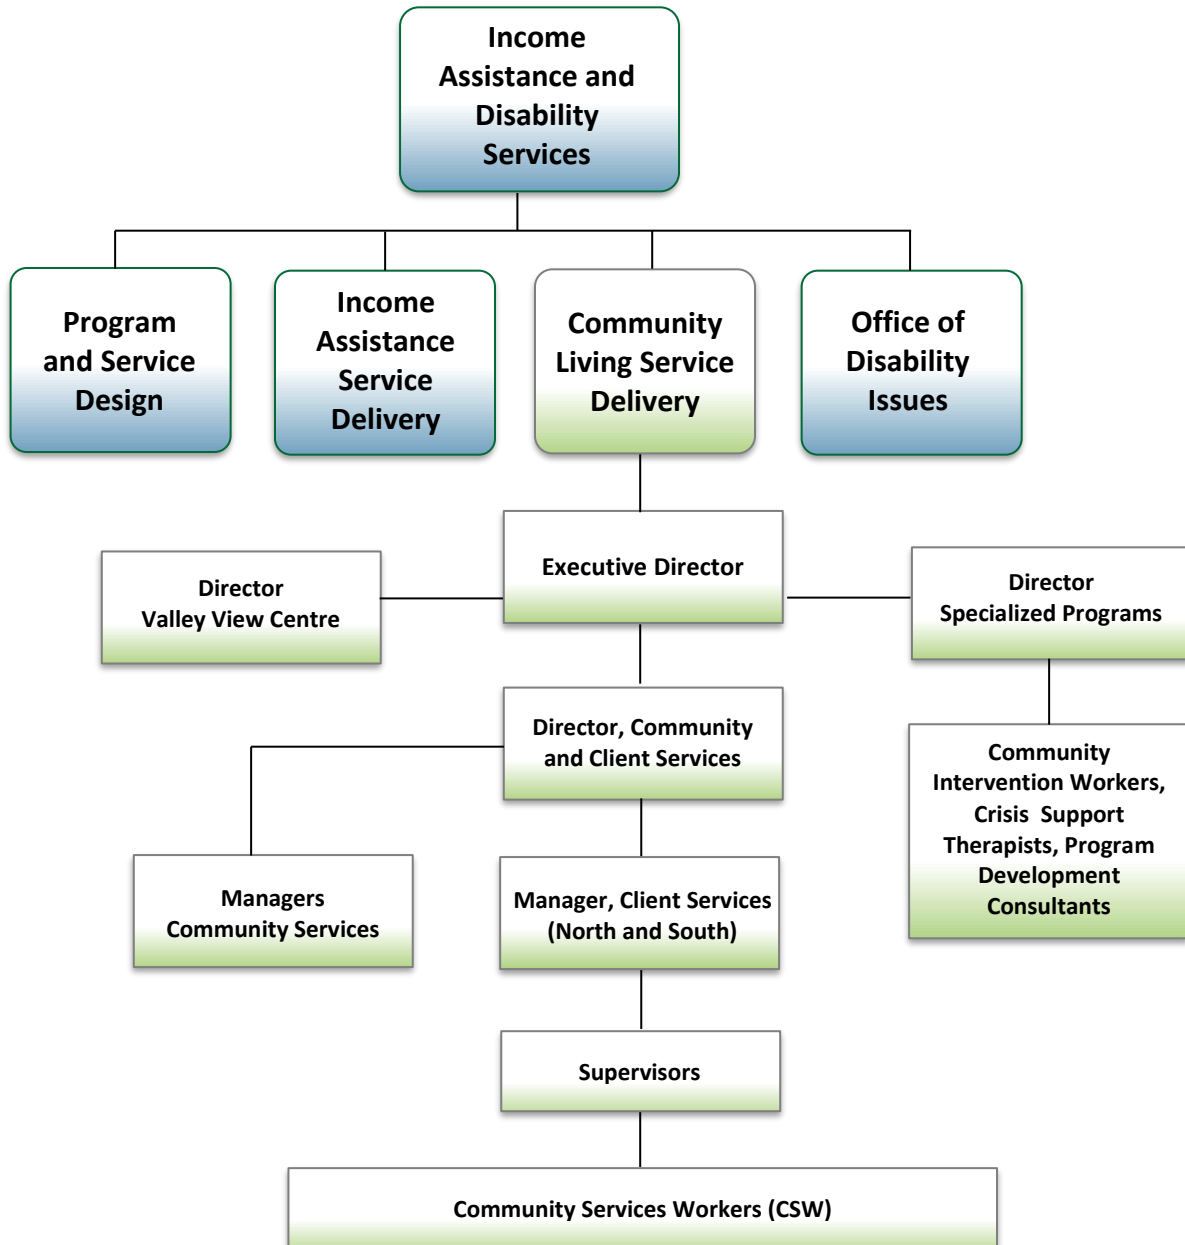 Income
Assistance and
Disability
Services
Program
and Service
Design
Income
Assistance
Service
Delivery
Community
Living Service
Delivery
Office of
Disability
Issues
Executive Director
Director
Valley View Centre
Director
Specialized Programs
Director, Community
and Client Services
Community
Intervention Workers,
Crisis Support
Therapists, Program
Development
Consultants
Managers
Community Services
Manager, Client Services
(North and South)
Supervisors
Community Services Workers (CSW)